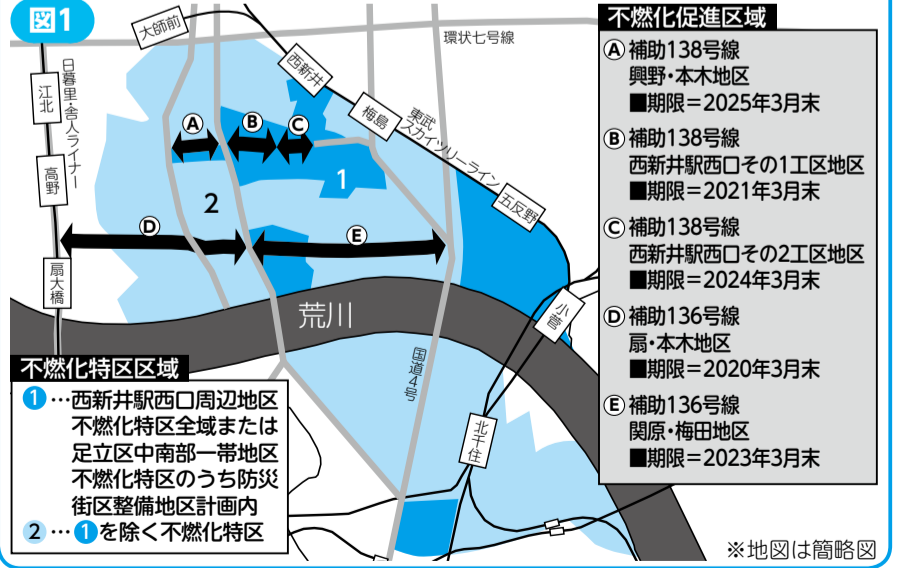 図1
大師前
環状七号線
西新井
日暮里・舎人ライナー
江北
梅島
東武
スカイツリーライン
Ⓐ
Ⓑ
Ⓒ
高野
1
2
五反野
Ⓓ
Ⓔ
扇大橋
小菅
荒川
国道4号
北千住
不燃化特区区域
1…西新井駅西口周辺地区
不燃化特区全域または
足立区中南部一帯地区
不燃化特区のうち防災
街区整備地区計画内
2…1を除く不燃化特区
不燃化促進区域
Ⓐ補助138号線
興野・本木地区
■期限=2025年3月末
Ⓑ補助138号線
西新井駅西口その1工区地区
■期限=2021年3月末
Ⓒ補助138号線
西新井駅西口その2工区地区
■期限=2024年3月末
Ⓓ補助136号線
扇・本木地区
■期限=2020年3月末
Ⓔ補助136号線
関原・梅田地区
■期限=2023年3月末
※地図は簡略図